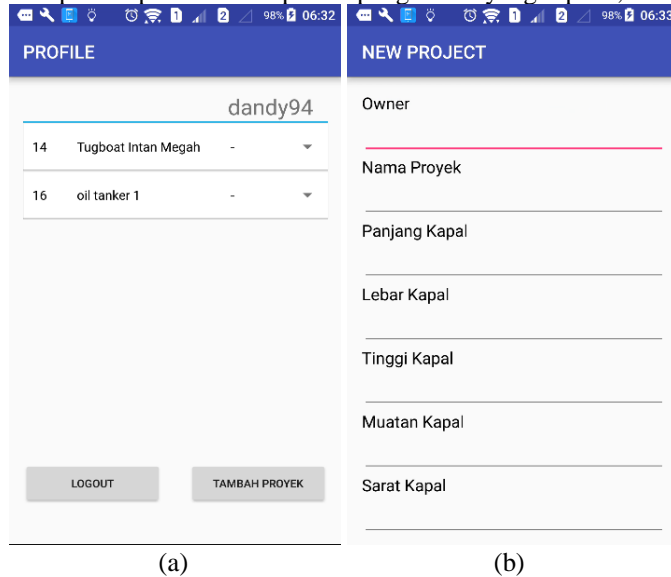 98% 06:32
PROFILE
dandy94
14 Tugboat Intan Megah -
16 oil tanker 1 -
LOGOUT TAMBAH PROYEK
(a)
98% 06:33
NEW PROJECT
Owner
Nama Proyek
Panjang Kapal
Lebar Kapal
Tinggi Kapal
Muatan Kapal
Sarat Kapal
(b)